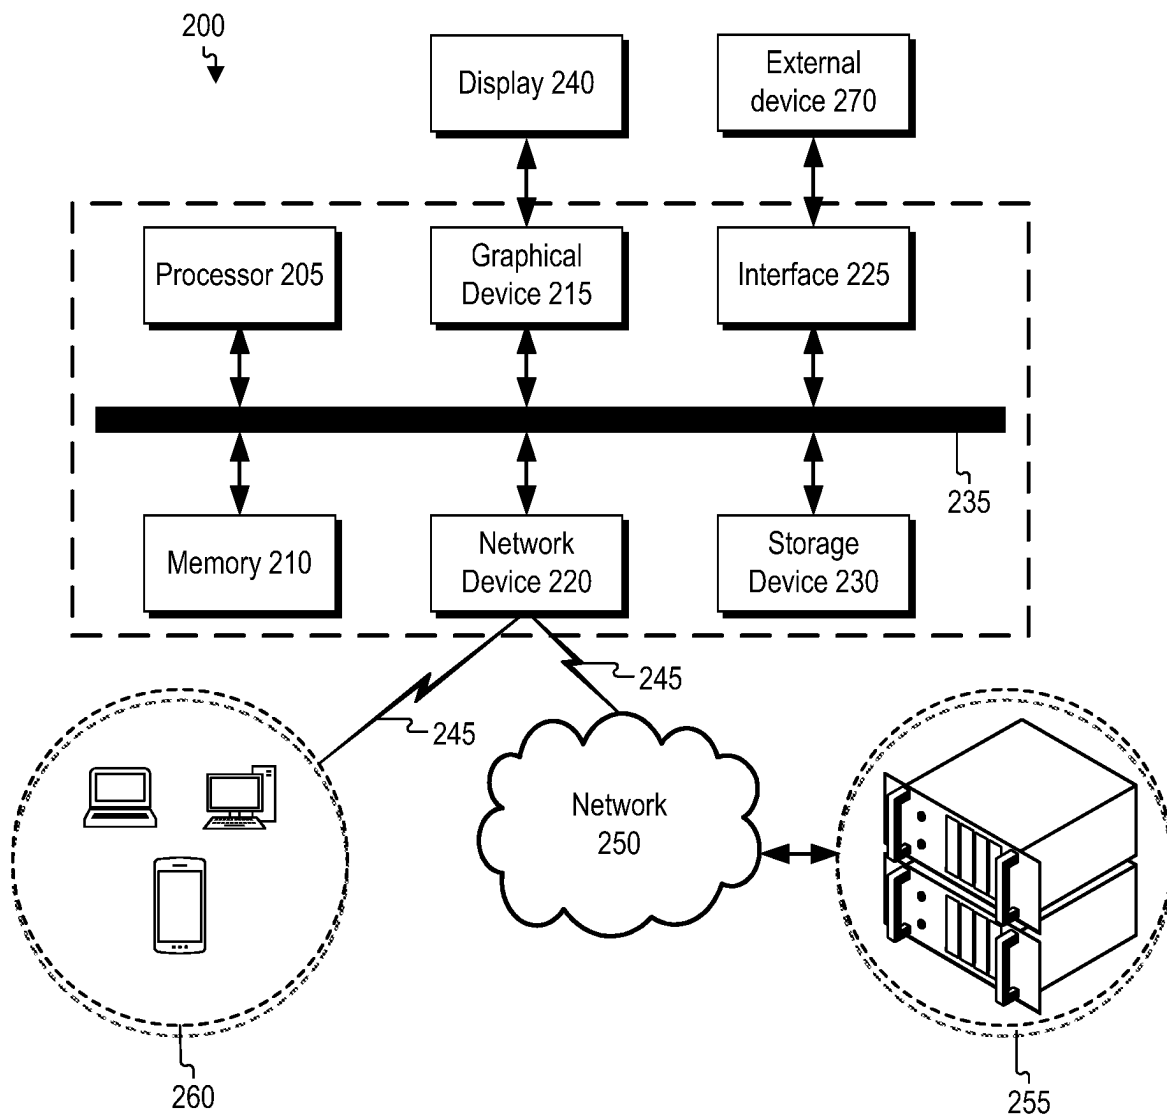 200
Display 240
External
device 270
Processor 205
Graphical
Device 215
Interface 225
235
Memory 210
Network
Device 220
Storage
Device 230
245
245
Network
250
260
255